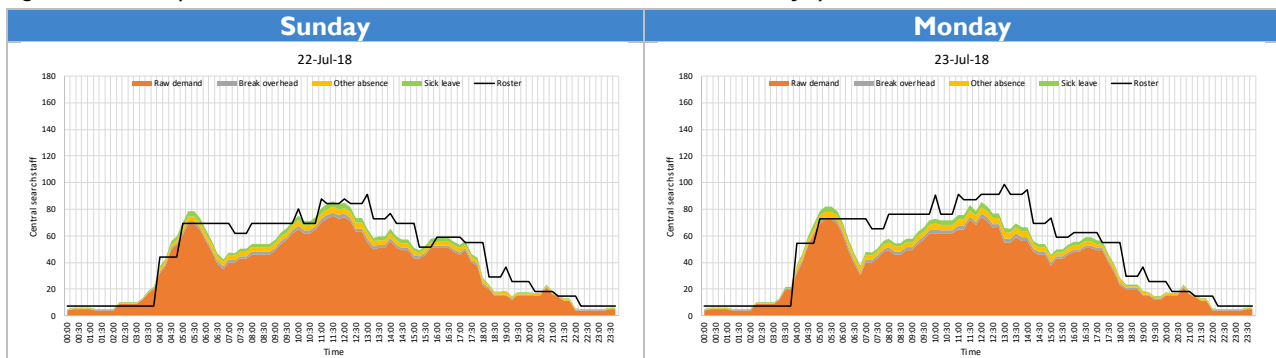 Sunday
Monday
22-Jul-18
23-Jul-18
180
160
140
120
100
80
60
40
20
0
Central search staff
Raw demand Break overhead Other absence Sick leave Roster
00:00 00:30 01:00 01:30 02:00 02:30 03:00 03:30 04:00 04:30 05:00 05:30 06:00 06:30 07:00 07:30 08:00 08:30 09:00 09:30 10:00 10:30 11:00 11:30 12:00 12:30 13:00 13:30 14:00 14:30 15:00 15:30 16:00 16:30 17:00 17:30 18:00 18:30 19:00 19:30 20:00 20:30 21:00 21:30 22:00 22:30 23:00 23:30
Time
180
160
140
120
100
80
60
40
20
0
Central search staff
Raw demand Break overhead Other absence Sick leave Roster
00:00 00:30 01:00 01:30 02:00 02:30 03:00 03:30 04:00 04:30 05:00 05:30 06:00 06:30 07:00 07:30 08:00 08:30 09:00 09:30 10:00 10:30 11:00 11:30 12:00 12:30 13:00 13:30 14:00 14:30 15:00 15:30 16:00 16:30 17:00 17:30 18:00 18:30 19:00 19:30 20:00 20:30 21:00 21:30 22:00 22:30 23:00 23:30
Time